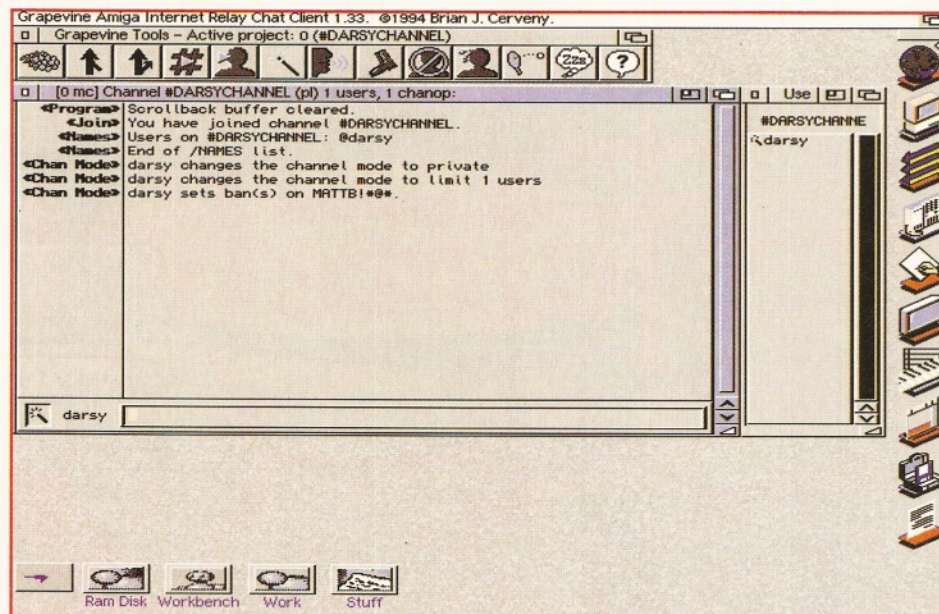 Grapevine Amiga Internet Relay Chat Client 1.33. ©1994 Brian J. Cerveny.
Grapevine Tools – Active project: 0 (#DARSYCHANNEL)
Zzz
?
[0 mc] Channel #DARSYCHANNEL (pl) 1 users, 1 chanop:
<Program> Scrollback buffer cleared.
<Join> You have joined channel #DARSYCHANNEL.
<Names> Users on #DARSYCHANNEL: @darsy
<Names> End of /NAMES list.
<Chan Mode> darsy changes the channel mode to private
<Chan Mode> darsy changes the channel mode to limit 1 users
<Chan Mode> darsy sets ban(s) on MATTB!*@*.
darsy
Use
#DARSYCHANNE
darsy
Ram Disk
Workbench
Work
Stuff